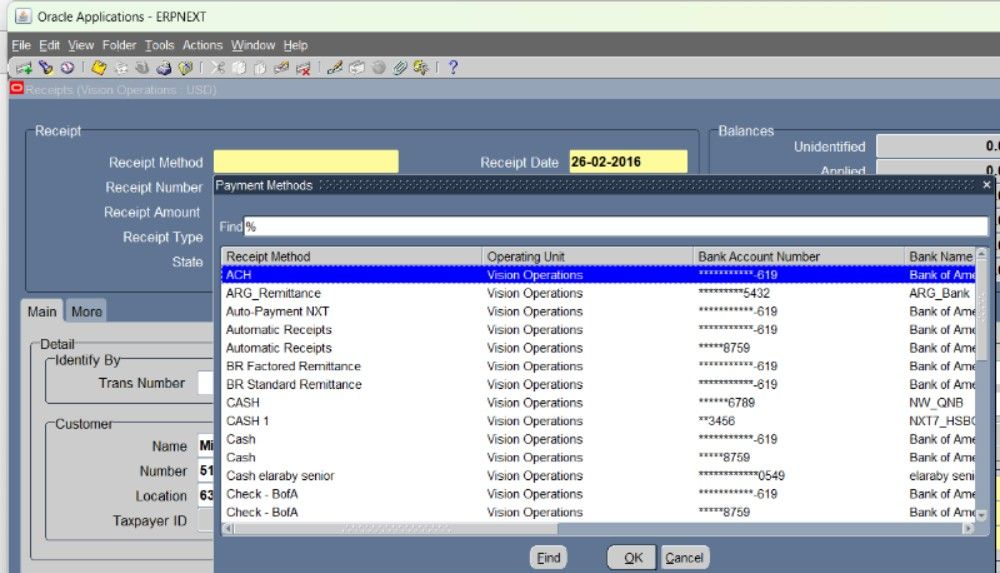 Oracle Applications - ERPNEXT
File Edit View Folder Tools Actions Window Help
Receipts (Vision Operations : USD)
Receipt
Balances
Receipt Method
Receipt Date 26-02-2016
Unidentified 0.
Receipt Number
Applied 0.
Receipt Amount
Receipt Type
State
Payment Methods
Find %
Receipt Method Operating Unit Bank Account Number Bank Name
ACH Vision Operations ***********-619 Bank of Ame
ARG_Remittance Vision Operations *********5432 ARG_Bank
Auto-Payment NXT Vision Operations ***********-619 Bank of Ame
Automatic Receipts Vision Operations ***********-619 Bank of Ame
Automatic Receipts Vision Operations *****8759 Bank of Ame
BR Factored Remittance Vision Operations ***********-619 Bank of Ame
BR Standard Remittance Vision Operations ***********-619 Bank of Ame
CASH Vision Operations ******6789 NW_QNB
CASH 1 Vision Operations **3456 NXT7_HSBC
Cash Vision Operations ***********-619 Bank of Ame
Cash Vision Operations *****8759 Bank of Ame
Cash elaraby senior Vision Operations ************0549 elaraby seni
Check - BofA Vision Operations ***********-619 Bank of Ame
Check - BofA Vision Operations *****8759 Bank of Ame
Find OK Cancel
Main More
Detail
Identify By
Trans Number
Customer
Name Mi
Number 51
Location 63
Taxpayer ID